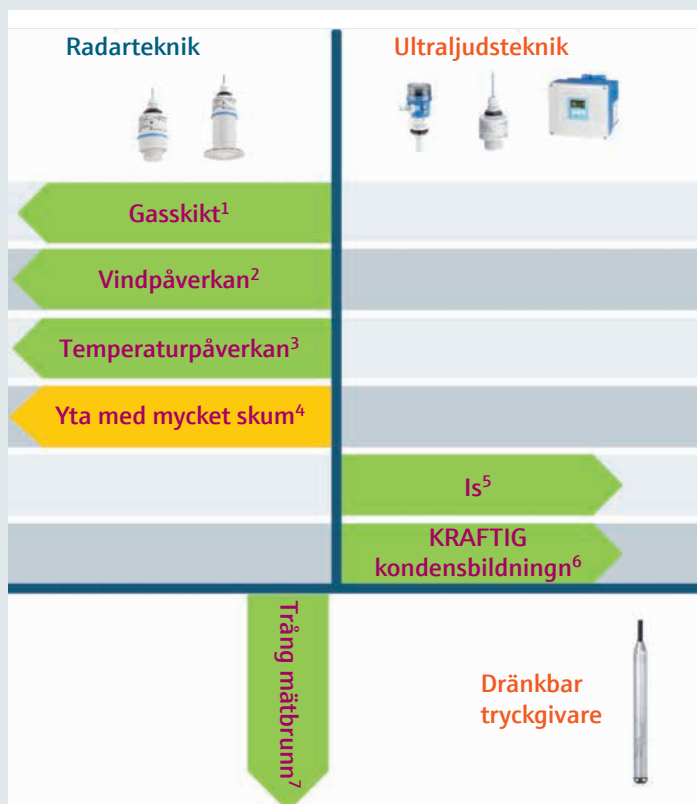 Radarteknik
Ultraljudsteknik
Gasskikt¹
Vindpåverkan²
Temperaturpåverkan³
Yta med mycket skum⁴
Is⁵
KRAFTIG
kondensbildningn⁶
Trång mätbrunn⁷
Dränkbar
tryckgivare